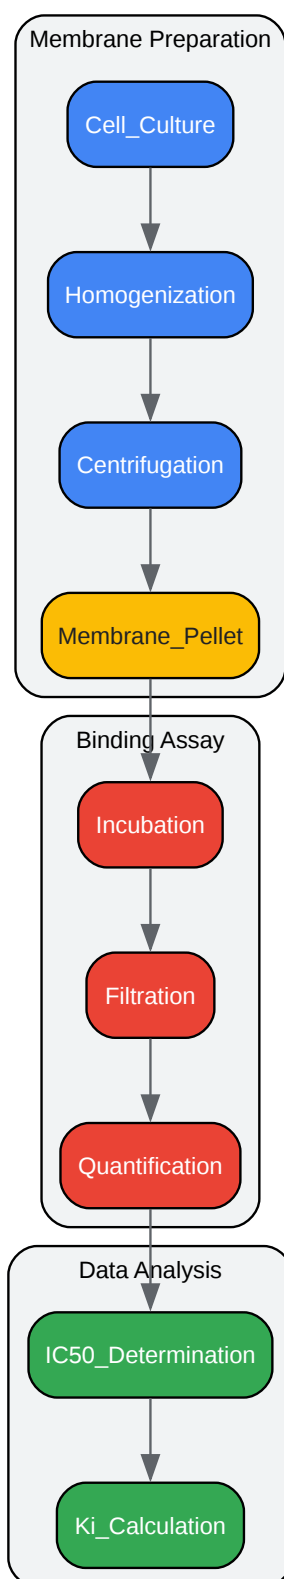 Membrane Preparation
Cell_Culture
Homogenization
Centrifugation
Membrane_Pellet
Binding Assay
Incubation
Filtration
Quantification
Data Analysis
IC50_Determination
Ki_Calculation